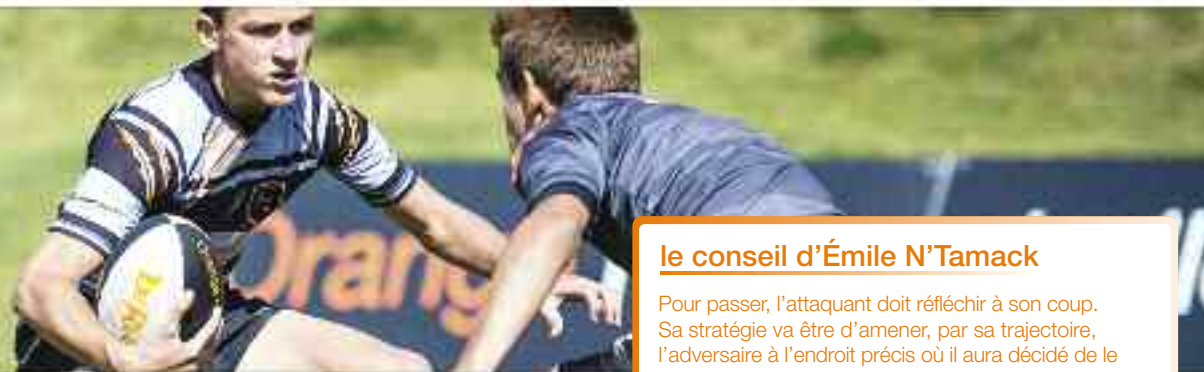 Orange
le conseil d’Émile N’Tamack
Pour passer, l’attaquant doit réfléchir à son coup.
Sa stratégie va être d’amener, par sa trajectoire,
l’adversaire à l’endroit précis où il aura décidé de le